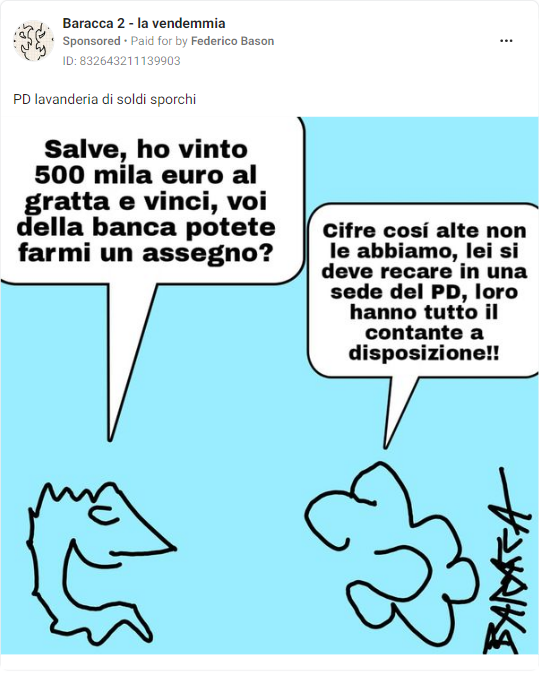 Baracca 2 - la vendemmia
Sponsored • Paid for by Federico Bason
ID: 832643211139903
PD lavanderia di soldi sporchi
Salve, ho vinto
500 mila euro al
gratta e vinci, voi
della banca potete
farmi un assegno?
Cifre cosí alte non
le abbiamo, lei si
deve recare in una
sede del PD, loro
hanno tutto il
contante a
disposizione!!
BARACCA